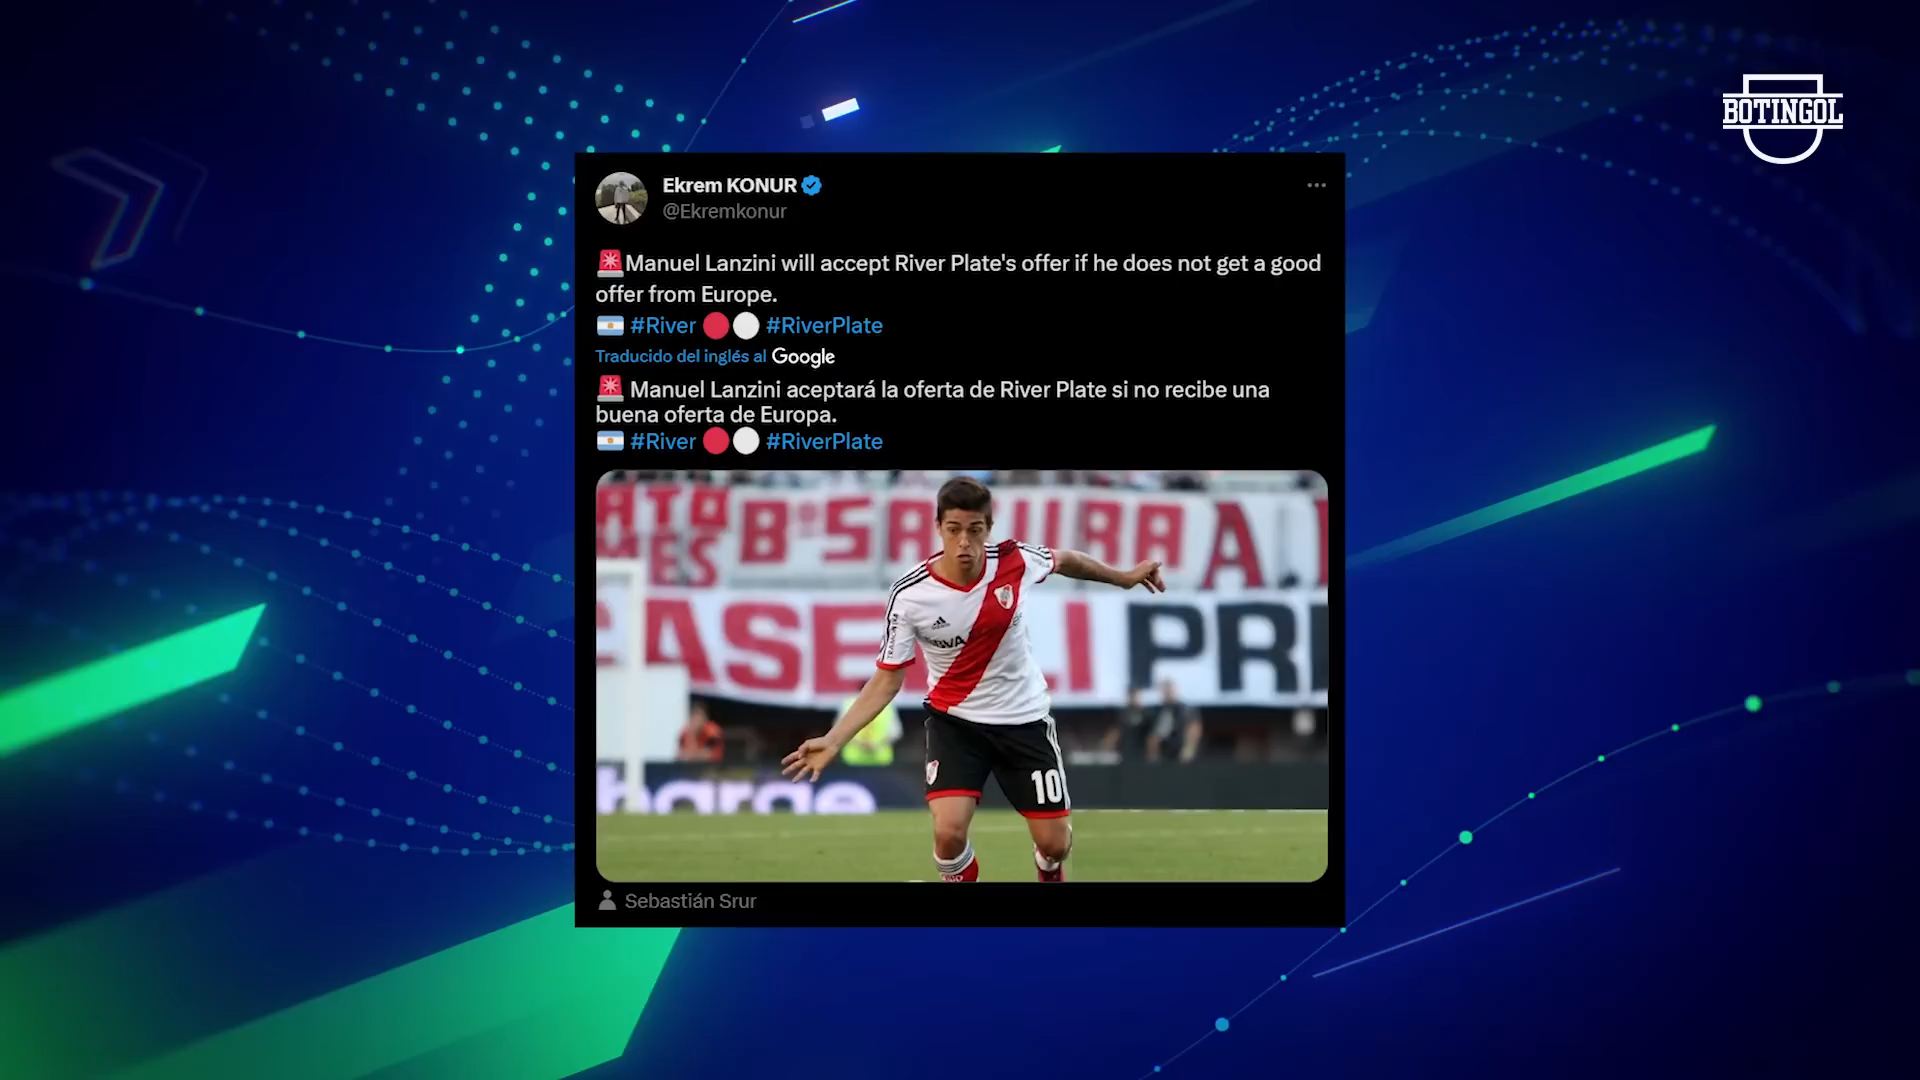 BOTINGOL
Ekrem KONUR
@Ekremkonur
Manuel Lanzini will accept River Plate's offer if he does not get a good
offer from Europe.
#River #RiverPlate
Traducido del inglés al Google
Manuel Lanzini aceptará la oferta de River Plate si no recibe una
buena oferta de Europa.
#River #RiverPlate
CASE
PR
10
Sebastián Srur